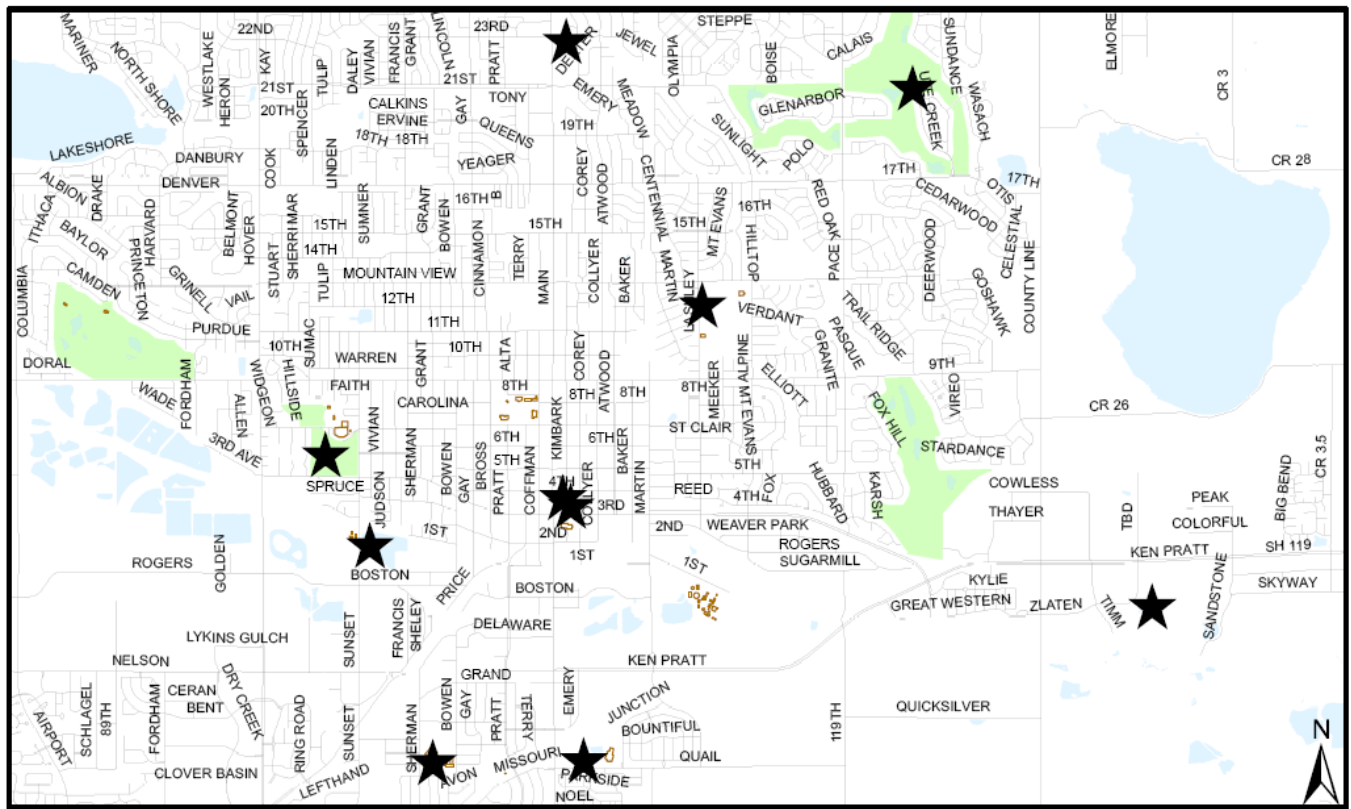 STEPPE
22ND
KAY
LINCOLN
23RD
FRANCIS
GRANT
JEWEL
OLYMPIA
CALAIS
SUNDANCE
ELMORE
MARINER
NORTH SHORE
WESTLAKE
HERON
TULIP
DALEY
VIVIAN
PRATT
BOISE
CR 3
21ST
21ST
20TH
SPENCER
CALKINS
ERVINE
GAY
TONY
EMERY
MEADOW
GLENARBOR
UTE CREEK
WASACH
18TH
18TH
QUEENS
19TH
SUNLIGHT
POLO
LAKESHORE
DANBURY
COOK
LINDEN
YEAGER
COREY
ATWOOD
CENTENNIAL
17TH
17TH
CR 28
ALBION
DRAKE
DENVER
16TH
B
MT EVANS
16TH
RED OAK
CEDARWOOD
OTIS
CELESTIAL
ITHACA
HARVARD
BELMONT
HOVER
SHERRI MAR
15TH
SUMNER
GRANT
BOWEN
15TH
15TH
BAYLOR
PRINCETON
STUART
14TH
CINNAMON
TERRY
COLLYER
BAKER
MARTIN
HILLTOP
PACE
DEERWOOD
COUNTY LINE
CAMDEN
GRINELL
VAIL
TULIP
MOUNTAIN VIEW
MAIN
GOSHAWK
COLUMBIA
12TH
LASHLEY
VERDANT
TRAIL RIDGE
PURDUE
SUMAC
11TH
PASQUE
GRANITE
10TH
10TH
DORAL
WARREN
GRANT
ALTA
COREY
ATWOOD
9TH
FORDHAM
WIDGEON
HILLSIDE
FAITH
8TH
8TH
8TH
8TH
MEEKER
MT EVANS
ALPINE
ELLIOTT
VIREO
WADE
ALLEN
CAROLINA
KIMBARK
FOX HILL
CR 26
3RD AVE
VIVIAN
SHERMAN
BOWEN
GAY
BROSS
6TH
5TH
6TH
BAKER
ST CLAIR
STARDANCE
SPRUCE
JUDSON
PRATT
COFFMAN
4TH
COLLYER
3RD
MARTIN
REED
5TH
4TH
FOX
HUBBARD
KARSH
COWLESS
THAYER
TBD
PEAK
COLORFUL
BIG BEND
CR 3.5
1ST
2ND
1ST
2ND
WEAVER PARK
ROGERS
SUGARMILL
KEN PRATT
SH 119
ROGERS
GOLDEN
BOSTON
PRICE
BOSTON
1ST
KYLIE
GREAT WESTERN
ZLATEN
TIMM
SANDSTONE
SKYWAY
LYKINS GULCH
SUNSET
FRANCIS
SHELEY
DELAWARE
NELSON
GRAND
KEN PRATT
SCHLAGEL
89TH
FORDHAM
CERAN
BENT
DRY CREEK
BOWEN
GAY
PRATT
TERRY
EMERY
JUNCTION
BOUNTIFUL
119TH
QUICKSILVER
N
AIRPORT
RING ROAD
SUNSET
SHERMAN
MISSOURI
QUAIL
CLOVER BASIN
LEFTHAND
AVON
PARKSIDE
NOEL